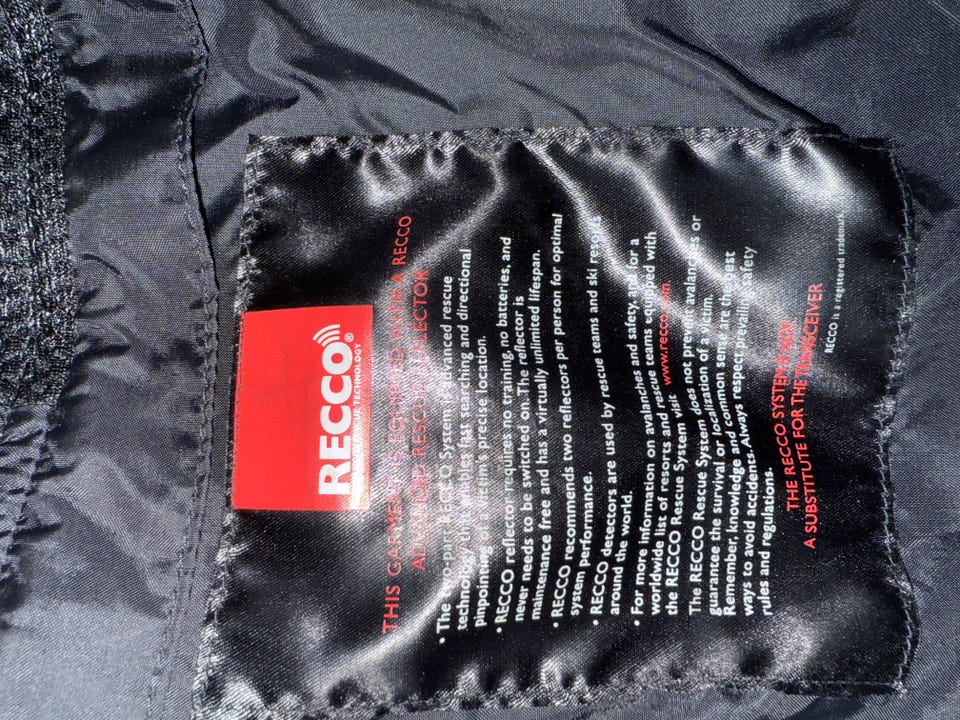 RECCO®
ADVANCED RESCUE TECHNOLOGY
THIS GARMENT IS EQUIPPED WITH A RECCO
ADVANCED RESCUE REFLECTOR
• The two-part RECCO System is advanced rescue
technology that enables fast searching and directional
pinpointing of a victim's precise location.
• RECCO reflector requires no training, no batteries, and
never needs to be switched on. The reflector is
maintenance free and has a virtually unlimited lifespan.
• RECCO recommends two reflectors per person for optimal
system performance.
• RECCO detectors are used by rescue teams and ski resorts
around the world.
• For more information on avalanches and safety, and for a
worldwide list of resorts and rescue teams equipped with
the RECCO Rescue System visit www.recco.com.
The RECCO Rescue System does not prevent avalanches or
guarantee the survival or localization of a victim.
Remember, knowledge and common sense are the best
ways to avoid accidents. Always respect prevailing safety
rules and regulations.
THE RECCO SYSTEM IS NOT
A SUBSTITUTE FOR THE TRANSCEIVER
RECCO is a registered trademark